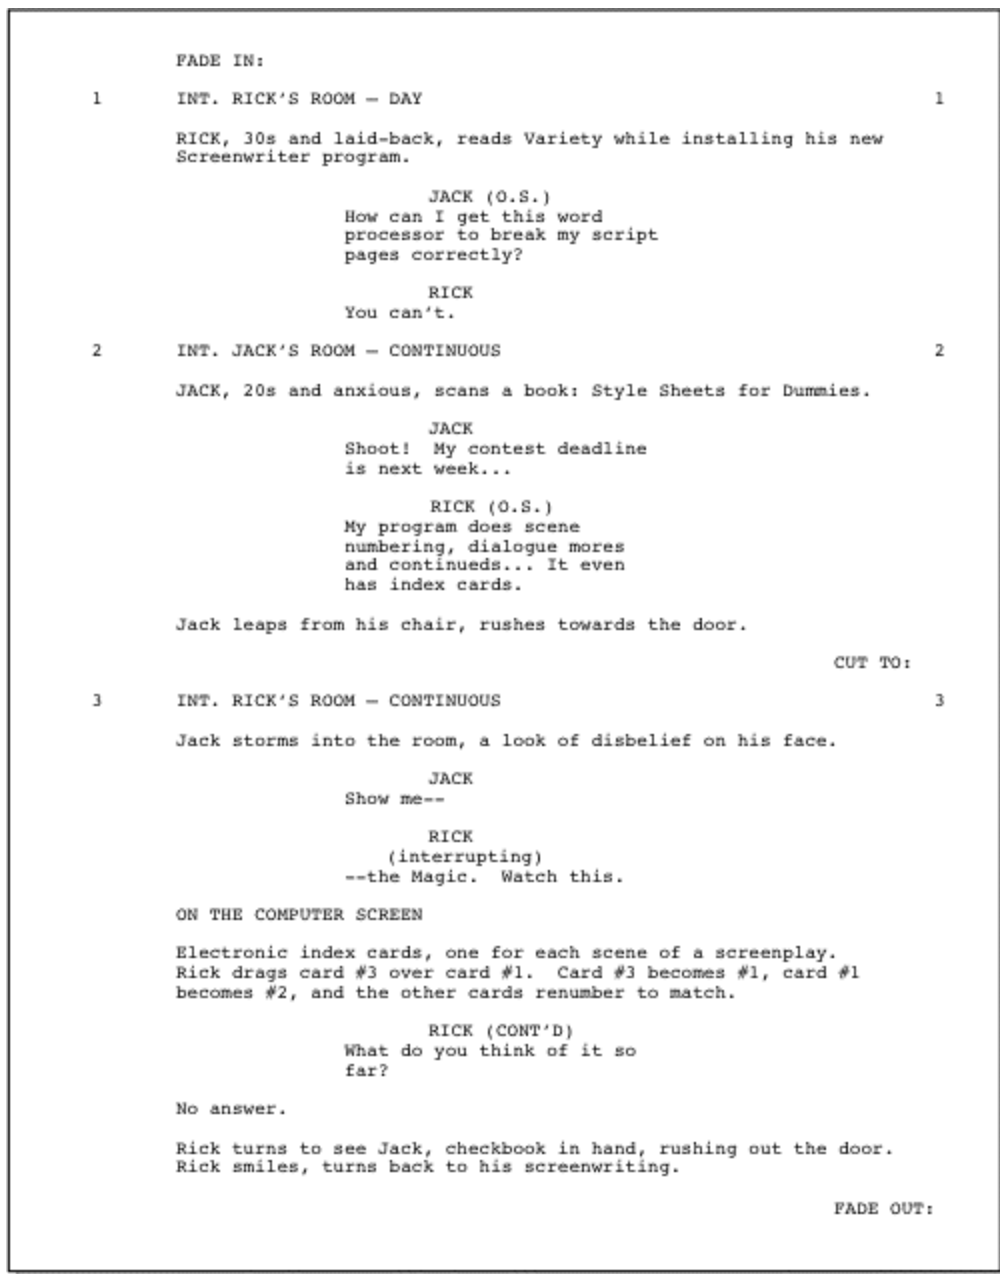 FADE IN:
1 INT. RICK'S ROOM — DAY 1
RICK, 30s and laid-back, reads Variety while installing his new
Screenwriter program.
JACK (O.S.)
How can I get this word
processor to break my script
pages correctly?
RICK
You can't.
2 INT. JACK'S ROOM — CONTINUOUS 2
JACK, 20s and anxious, scans a book: Style Sheets for Dummies.
JACK
Shoot!  My contest deadline
is next week...
RICK (O.S.)
My program does scene
numbering, dialogue mores
and continueds... It even
has index cards.
Jack leaps from his chair, rushes towards the door.
CUT TO:
3 INT. RICK'S ROOM — CONTINUOUS 3
Jack storms into the room, a look of disbelief on his face.
JACK
Show me--
RICK
(interrupting)
--the Magic.  Watch this.
ON THE COMPUTER SCREEN
Electronic index cards, one for each scene of a screenplay.
Rick drags card #3 over card #1.  Card #3 becomes #1, card #1
becomes #2, and the other cards renumber to match.
RICK (CONT'D)
What do you think of it so
far?
No answer.
Rick turns to see Jack, checkbook in hand, rushing out the door.
Rick smiles, turns back to his screenwriting.
FADE OUT: